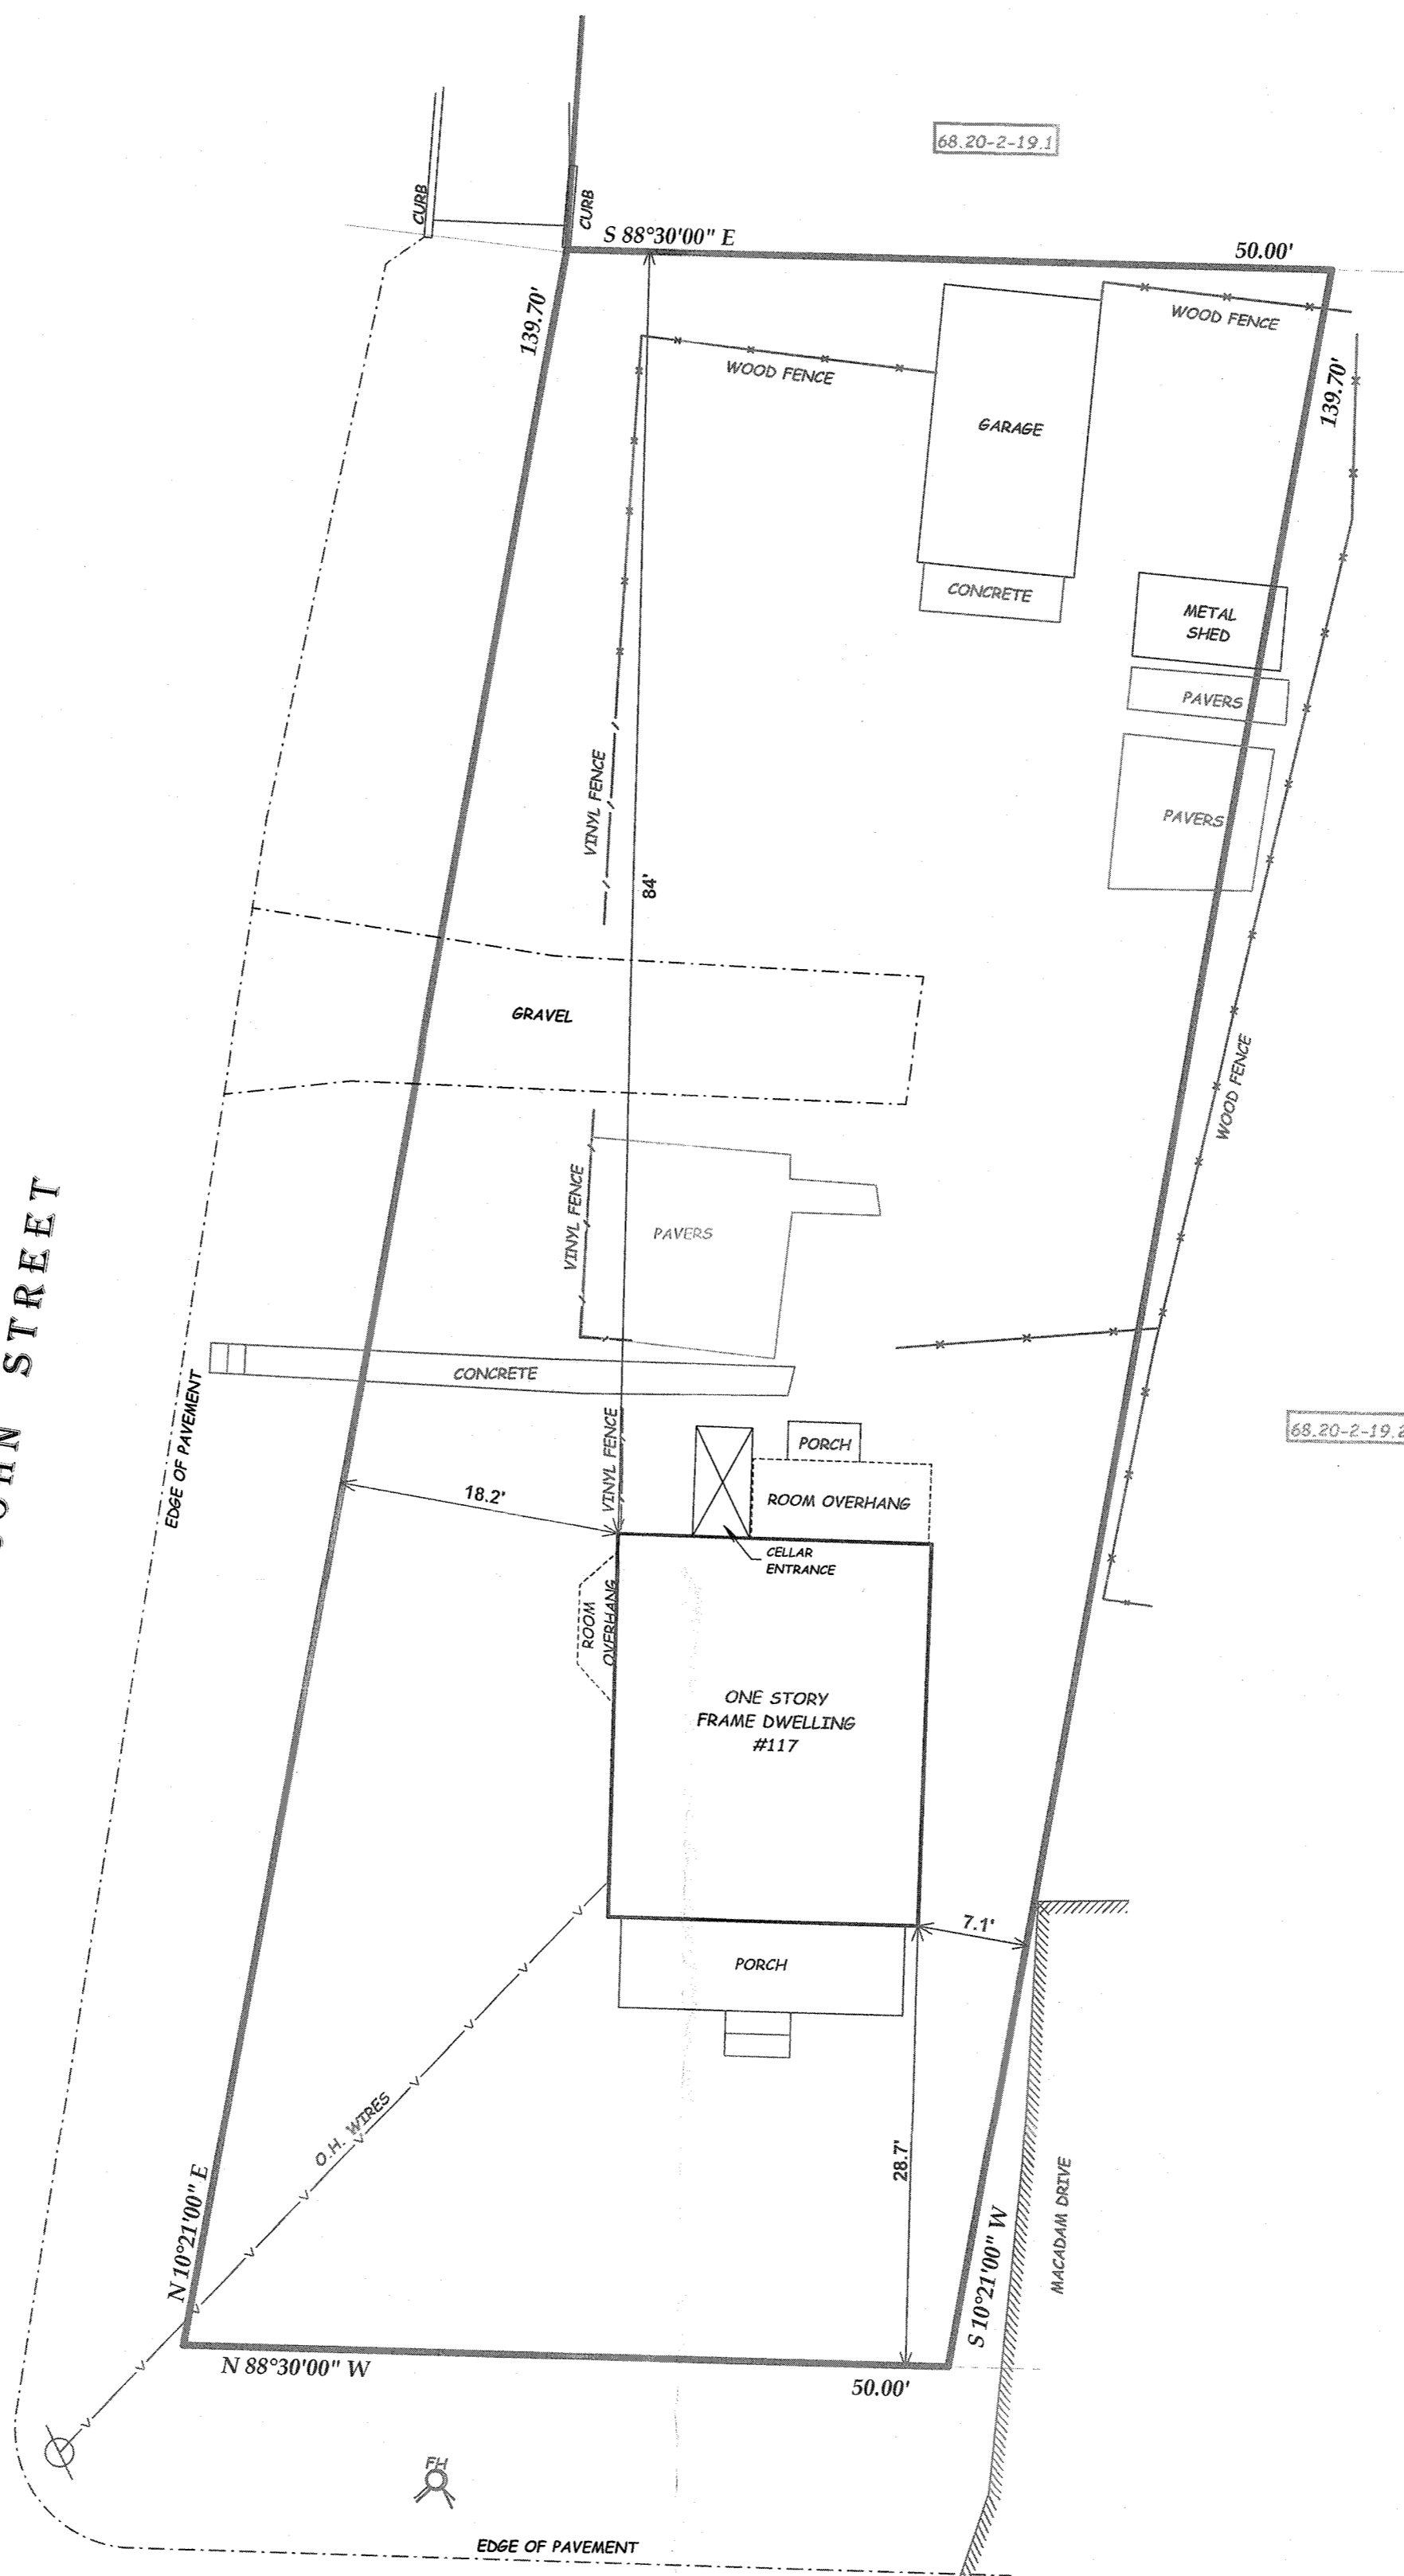 68.20-2-19.1
CURB
CURB
S 88°30'00" E
50.00'
139.70'
WOOD FENCE
139.70'
WOOD FENCE
GARAGE
CONCRETE
METAL
SHED
PAVERS
VINYL FENCE
PAVERS
84'
GRAVEL
WOOD FENCE
STREET
VINYL FENCE
PAVERS
CONCRETE
EDGE OF PAVEMENT
VINYL FENCE
68.20-2-19.2
PORCH
18.2'
ROOM OVERHANG
CELLAR
ENTRANCE
ROOM
OVERHANG
ONE STORY
FRAME DWELLING
#117
7.1'
PORCH
O.H. WIRES
28.7'
MACADAM DRIVE
N 10°21'00" E
S 10°21'00" W
N 88°30'00" W
50.00'
FH
EDGE OF PAVEMENT